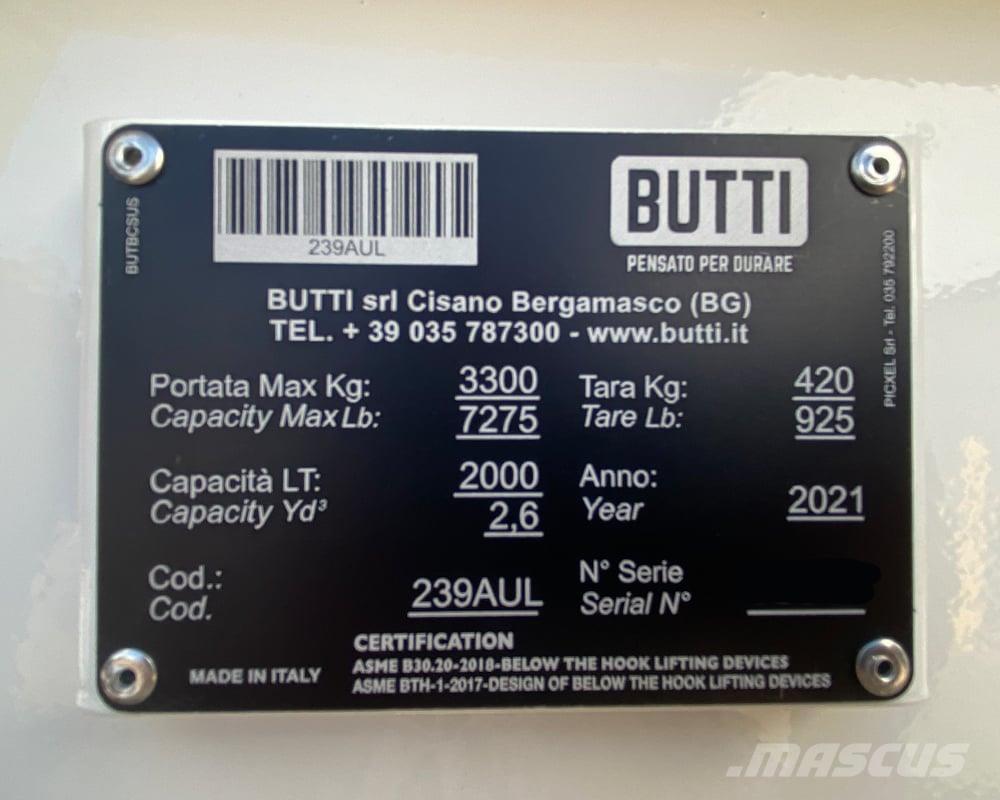 239AUL
BUTTI
PENSATO PER DURARE
BUTBCSUS
BUTTI srl Cisano Bergamasco (BG)
TEL. + 39 035 787300 - www.butti.it
PICXEL Srl - Tel. 035 792200
Portata Max Kg: 3300 Tara Kg: 420
Capacity Max Lb: 7275 Tare Lb: 925
Capacità LT: 2000 Anno:
Capacity Yd³ 2,6 Year 2021
Cod.: N° Serie
Cod. 239AUL Serial N°
CERTIFICATION
MADE IN ITALY ASME B30.20-2018-BELOW THE HOOK LIFTING DEVICES
ASME BTH-1-2017-DESIGN OF BELOW THE HOOK LIFTING DEVICES
.MASCUS